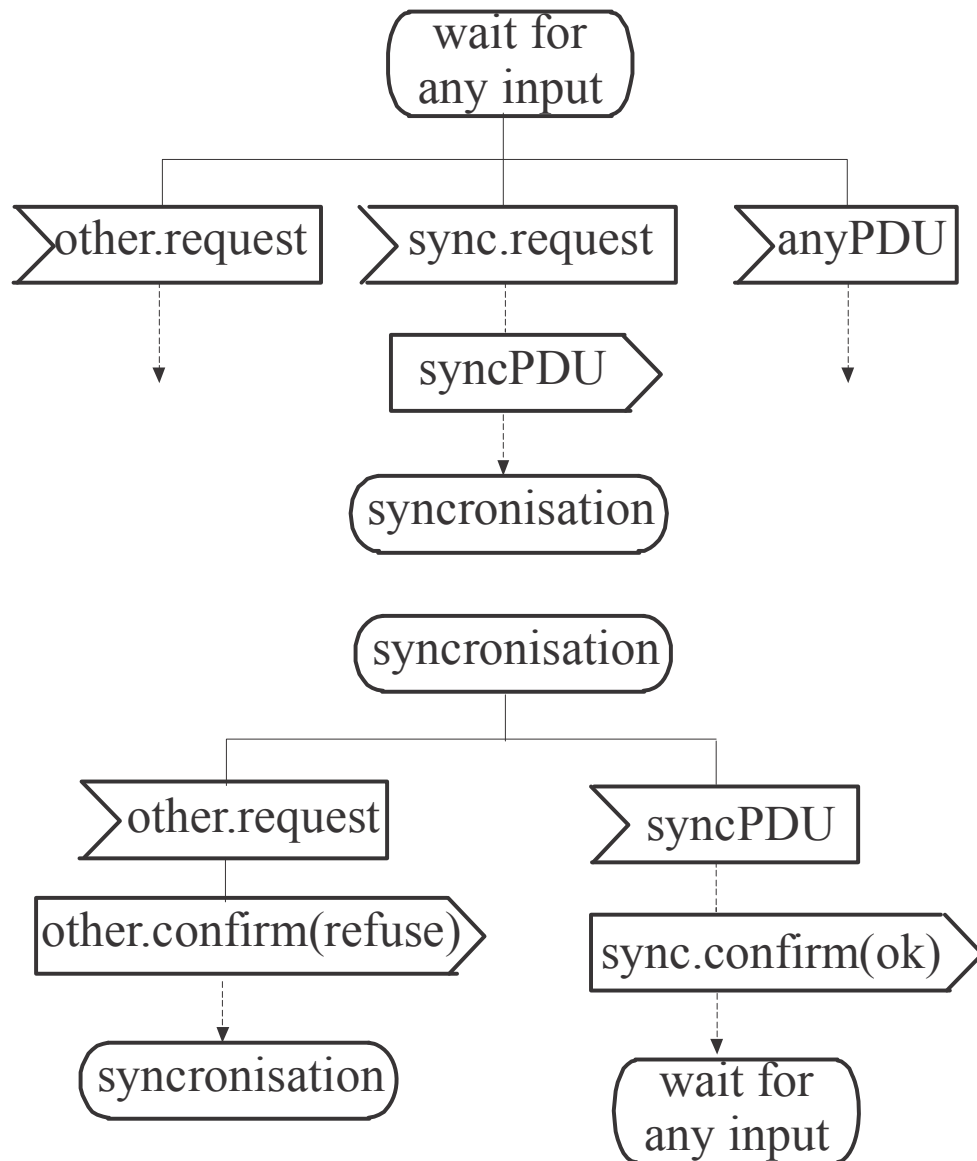 wait for
any input
other.request
sync.request
anyPDU
syncPDU
syncronisation
syncronisation
other.request
syncPDU
other.confirm(refuse)
sync.confirm(ok)
syncronisation
wait for
any input